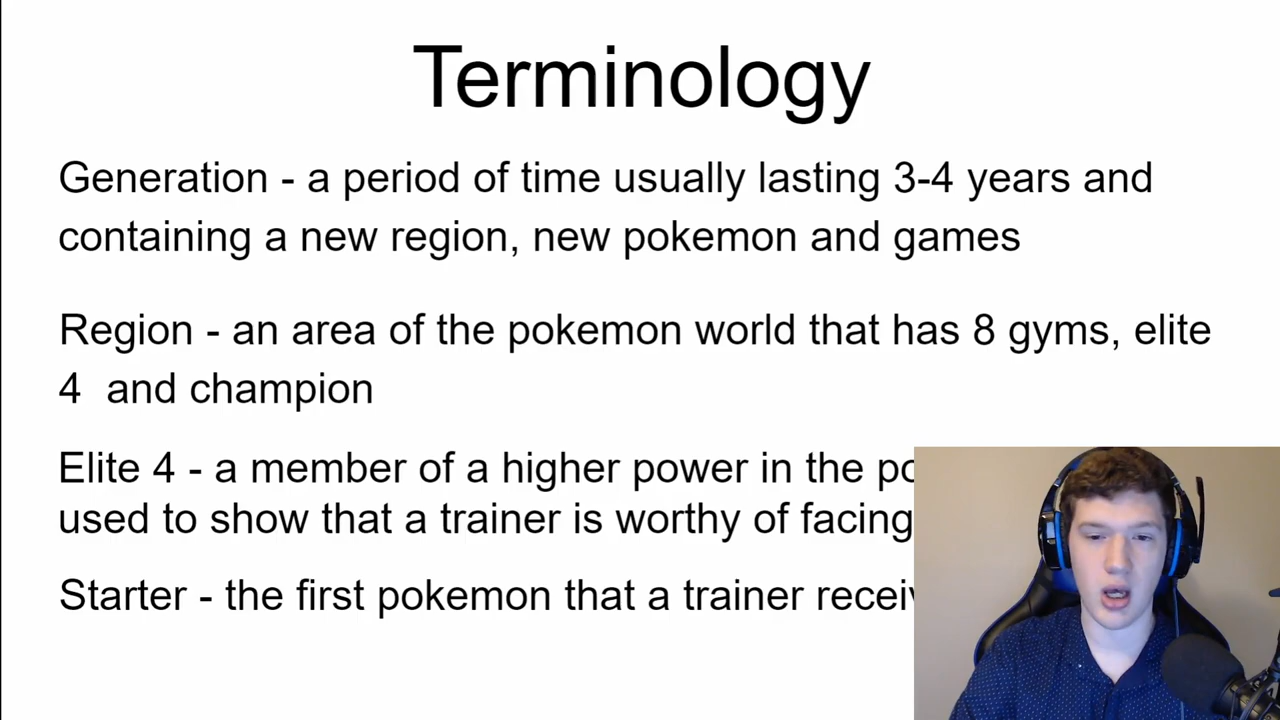 Terminology
Generation - a period of time usually lasting 3-4 years and
containing a new region, new pokemon and games
Region - an area of the pokemon world that has 8 gyms, elite
4 and champion
Elite 4 - a member of a higher power in the
used to show that a trainer is worthy of facing
Starter - the first pokemon that a trainer